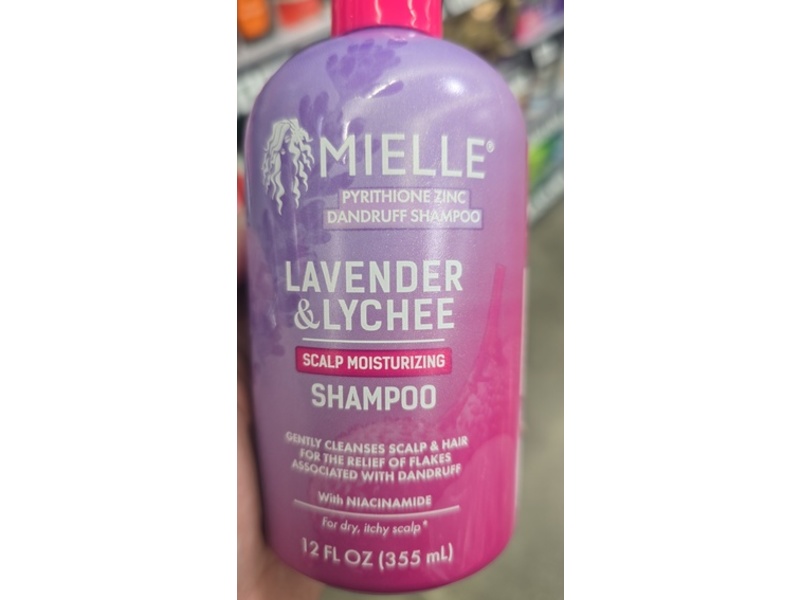 MIELLE®
PYRITHIONE ZINC
DANDRUFF SHAMPOO
LAVENDER
&LYCHEE
SCALP MOISTURIZING
SHAMPOO
GENTLY CLEANSES SCALP & HAIR
FOR THE RELIEF OF FLAKES
ASSOCIATED WITH DANDRUFF
With NIACINAMIDE
For dry, itchy scalp*
12 FL OZ (355 mL)